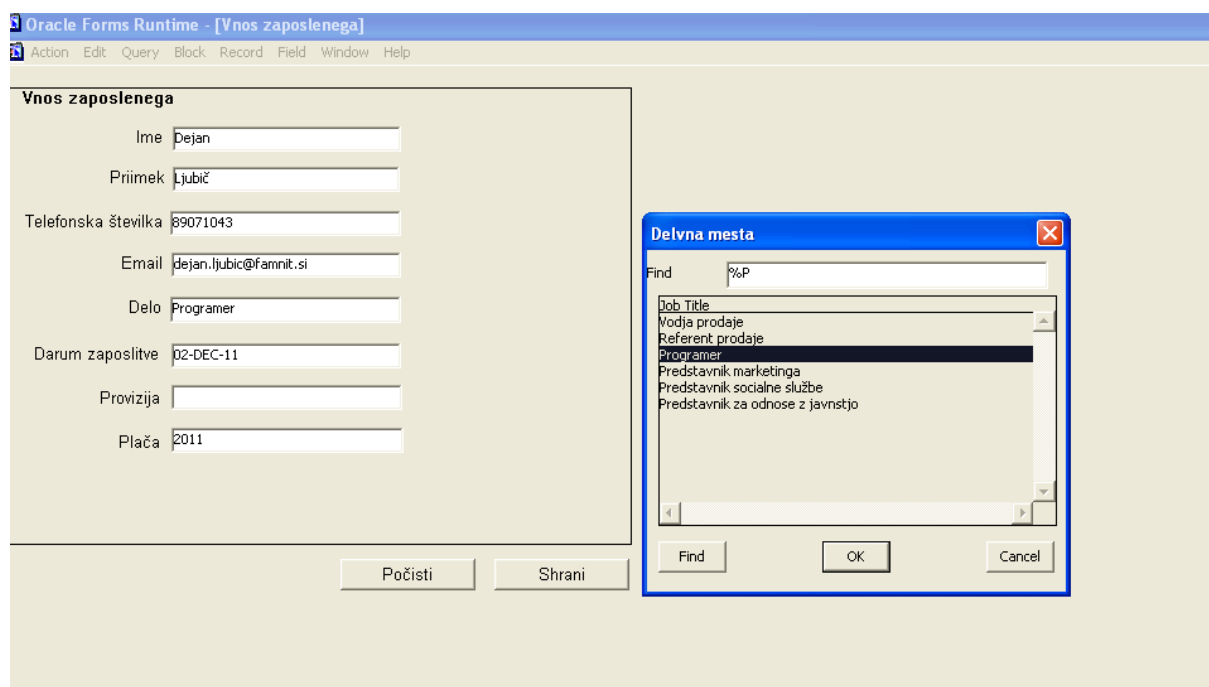 Oracle Forms Runtime - [Vnos zaposlenega]
Action Edit Query Block Record Field Window Help
Vnos zaposlenega
Ime Dejan
Priimek Ljubič
Telefonska številka 89071043
Email dejan.ljubic@famnit.si
Delo Programer
Darum zaposlitve 02-DEC-11
Provizija
Plača 2011
Počisti Shrani
Delvna mesta
Find %P
Job Title
Vodja prodaje
Referent prodaje
Programer
Predstavnik marketinga
Predstavnik socialne službe
Predstavnik za odnose z javnstjo
Find OK Cancel